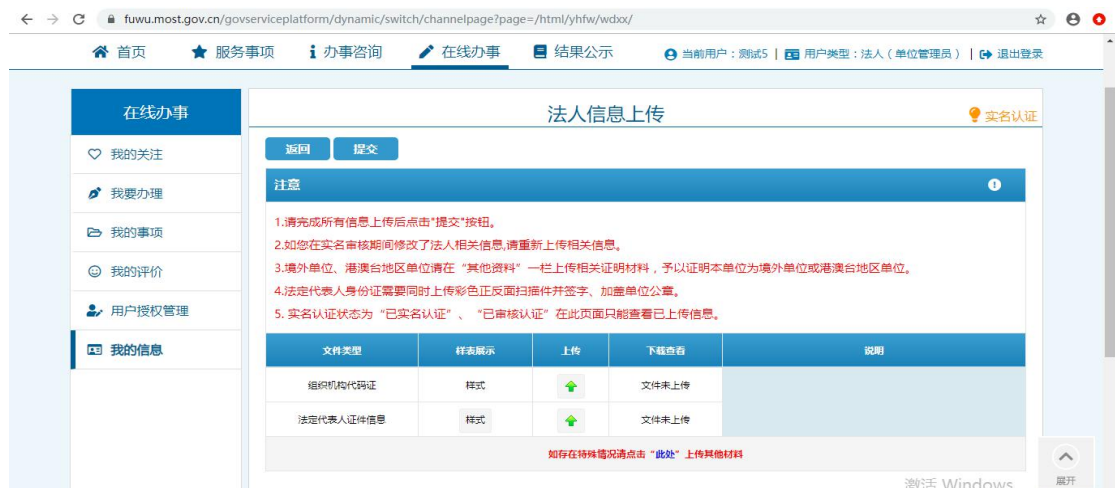 fuwu.most.gov.cn/govserviceplatform/dynamic/switch/channelpage?page=/html/yhfw/wdxx/
首页 服务事项 办事咨询 在线办事 结果公示 当前用户：测试5 | 用户类型：法人（单位管理员） | 退出登录
在线办事
我的关注
我要办理
我的事项
我的评价
用户授权管理
我的信息
法人信息上传
实名认证
返回 提交
注意
1.请完成所有信息上传后点击"提交"按钮。
2.如您在实名审核期间修改了法人相关信息,请重新上传相关信息。
3.境外单位、港澳台地区单位请在“其他资料”一栏上传相关证明材料，予以证明本单位为境外单位或港澳台地区单位。
4.法定代表人身份证需要同时上传彩色正反面扫描件并签字、加盖单位公章。
5. 实名认证状态为“已实名认证”、“已审核认证”在此页面只能查看已上传信息。
文件类型 样表展示 上传 下载查看 说明
组织机构代码证 样式 文件未上传
法定代表人证件信息 样式 文件未上传
如存在特殊情况请点击“此处”上传其他材料
激活 Windows
展开